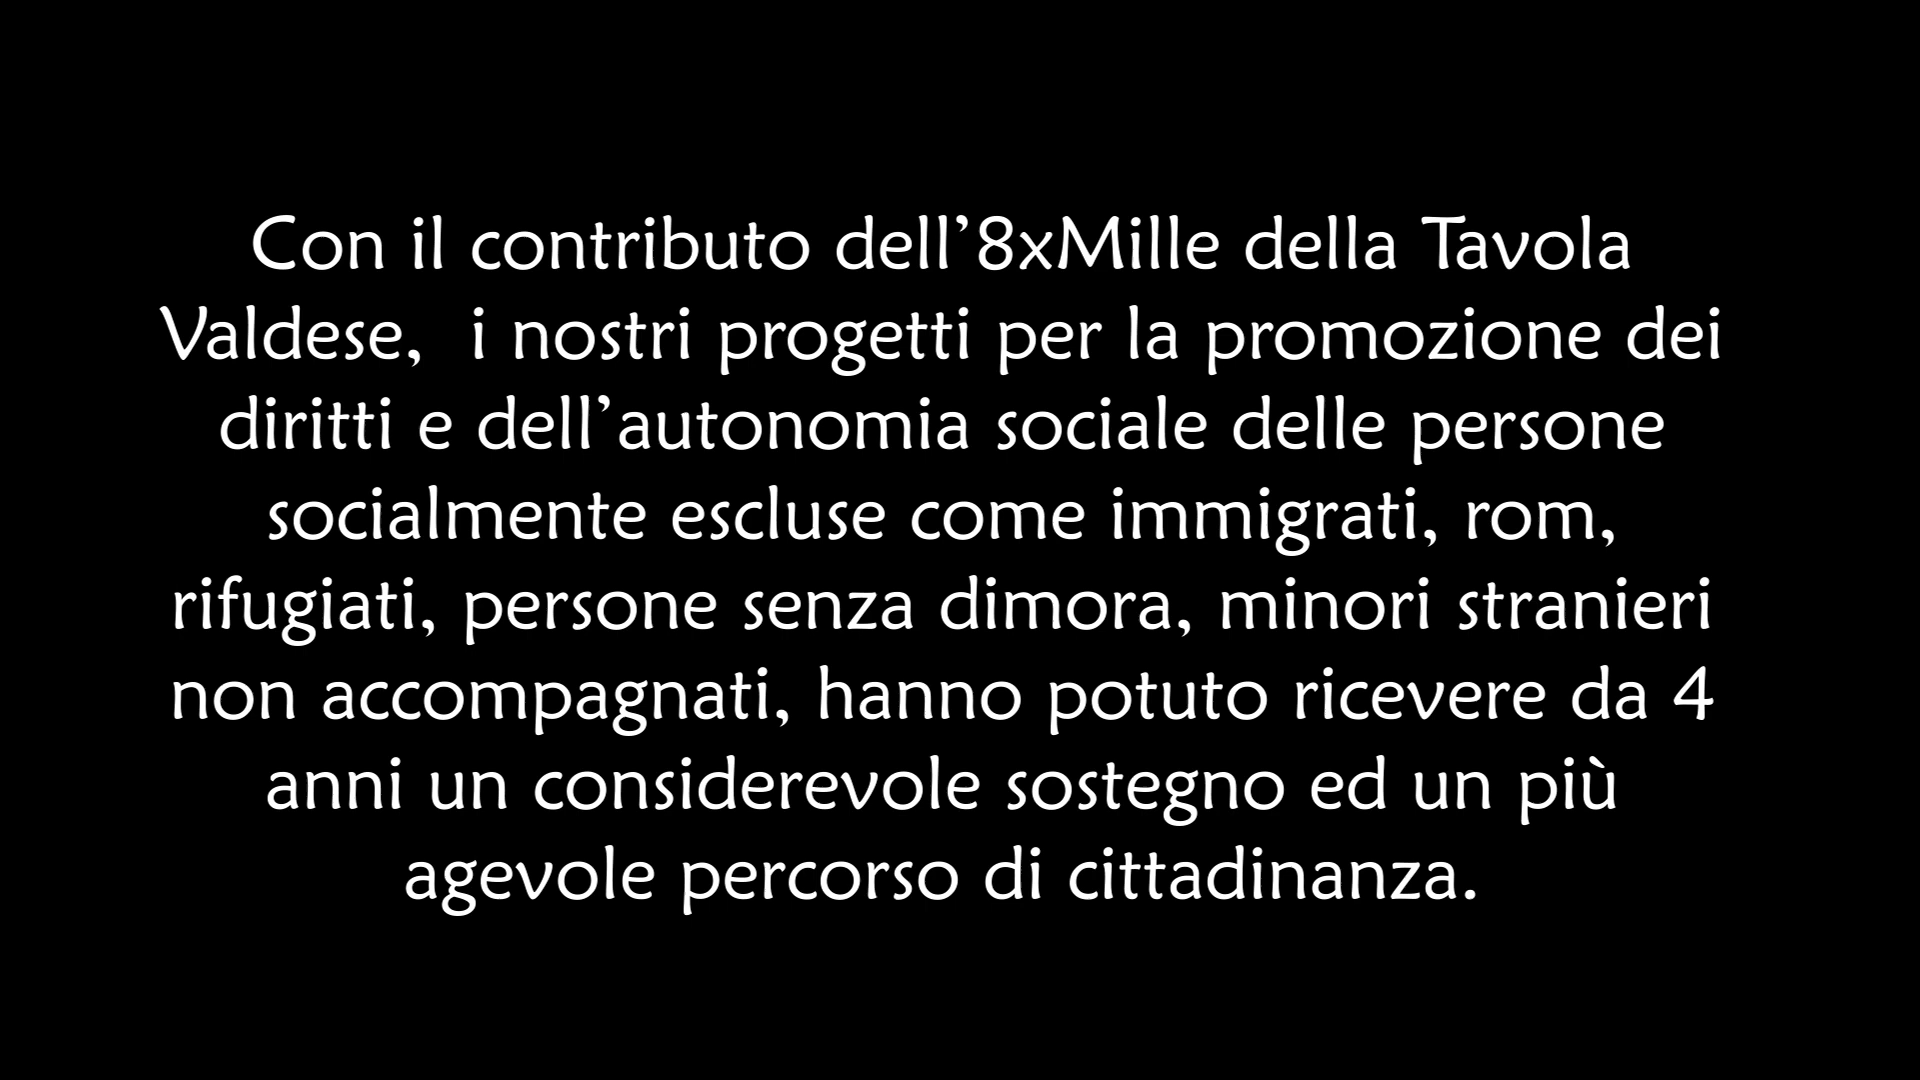 Con il contributo dell’8xMille della Tavola
Valdese,  i nostri progetti per la promozione dei
diritti e dell’autonomia sociale delle persone
socialmente escluse come immigrati, rom,
rifugiati, persone senza dimora, minori stranieri
non accompagnati, hanno potuto ricevere da 4
anni un considerevole sostegno ed un più
agevole percorso di cittadinanza.